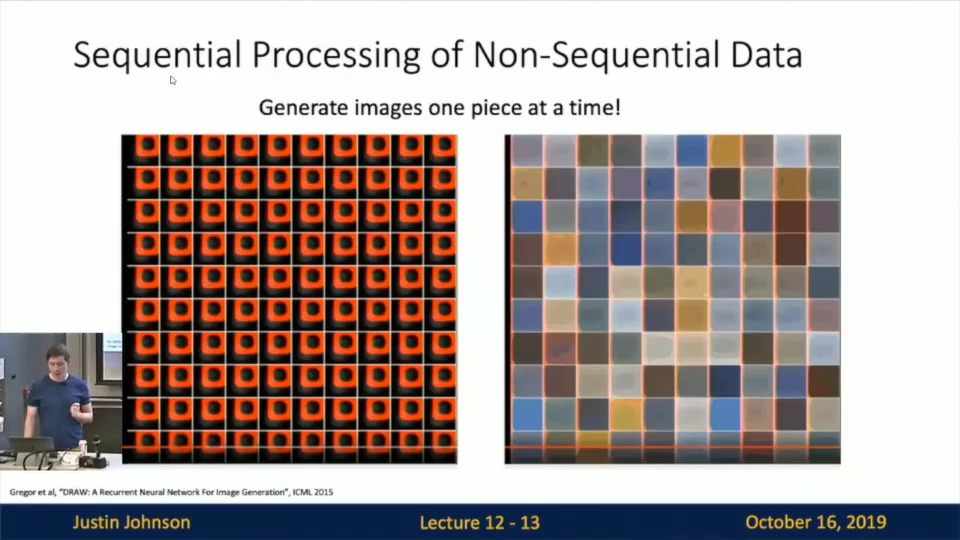 Sequential Processing of Non-Sequential Data
Generate images one piece at a time!
Gregor et al, "DRAW: A Recurrent Neural Network For Image Generation", ICML 2015
Justin Johnson
Lecture 12 - 13
October 16, 2019